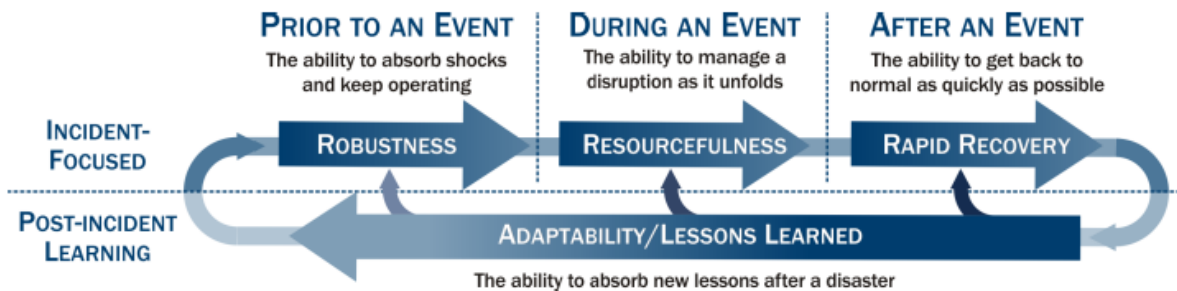 PRIOR TO AN EVENT
The ability to absorb shocks
and keep operating
DURING AN EVENT
The ability to manage a
disruption as it unfolds
AFTER AN EVENT
The ability to get back to
normal as quickly as possible
INCIDENT-
FOCUSED
ROBUSTNESS
RESOURCEFULNESS
RAPID RECOVERY
POST-INCIDENT
LEARNING
ADAPTABILITY/LESSONS LEARNED
The ability to absorb new lessons after a disaster